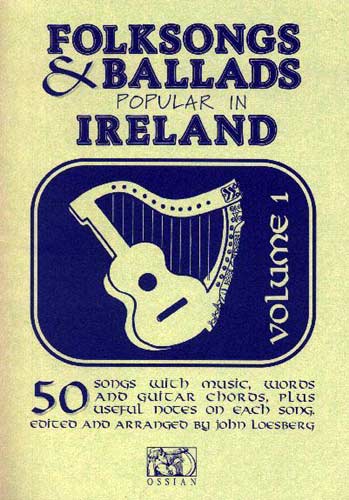 FOLKSONGS
& BALLADS
POPULAR IN
IRELAND
VOLUME 1
50 SONGS WITH MUSIC, WORDS
AND GUITAR CHORDS, PLUS
USEFUL NOTES ON EACH SONG.
EDITED AND ARRANGED BY JOHN LOESBERG
OSSIAN